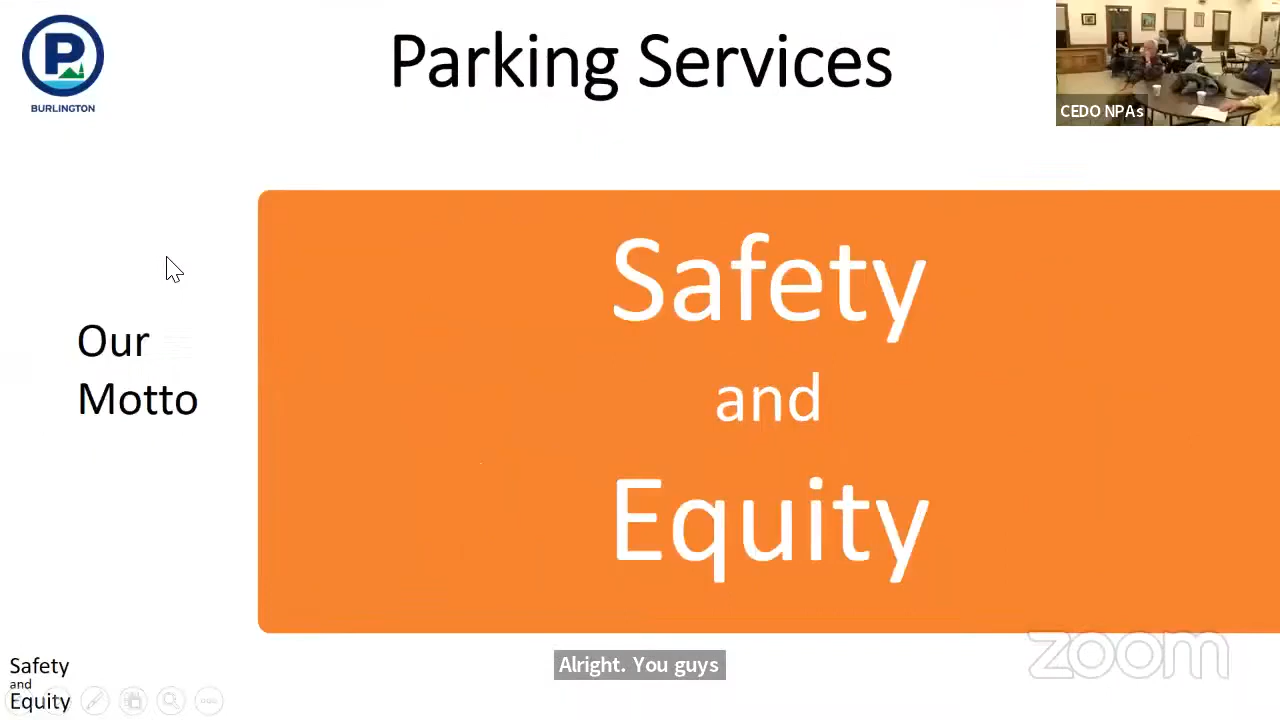 P
BURLINGTON
Parking Services
CEDO NPAs
Our
Motto
Safety
and
Equity
Safety
and
Equity
Alright. You guys
zoom